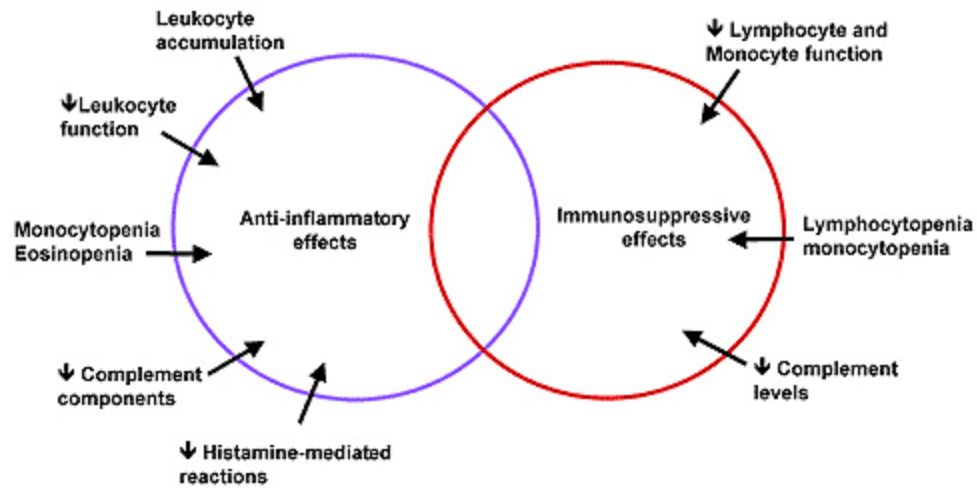 Leukocyte
accumulation
↓Leukocyte
function
Monocytopenia
Eosinopenia
↓ Complement
components
↓ Histamine-mediated
reactions
Anti-inflammatory
effects
Immunosuppressive
effects
↓ Lymphocyte and
Monocyte function
Lymphocytopenia
monocytopenia
↓ Complement
levels